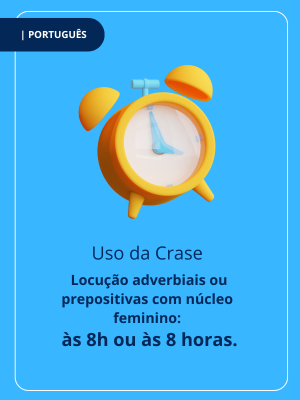 | PORTUGUÊS
Uso da Crase
Locução adverbiais ou
prepositivas com núcleo
feminino:
às 8h ou às 8 horas.